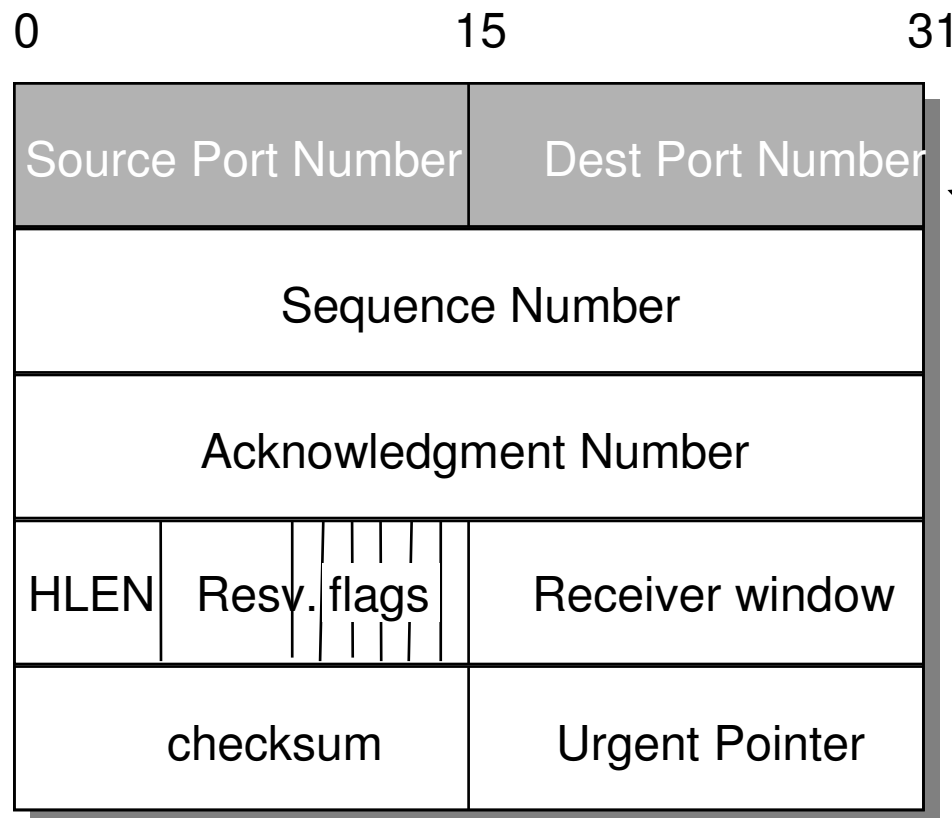 0 15 31
Source Port Number Dest Port Number
Sequence Number
Acknowledgment Number
HLEN Resv. flags Receiver window
checksum Urgent Pointer